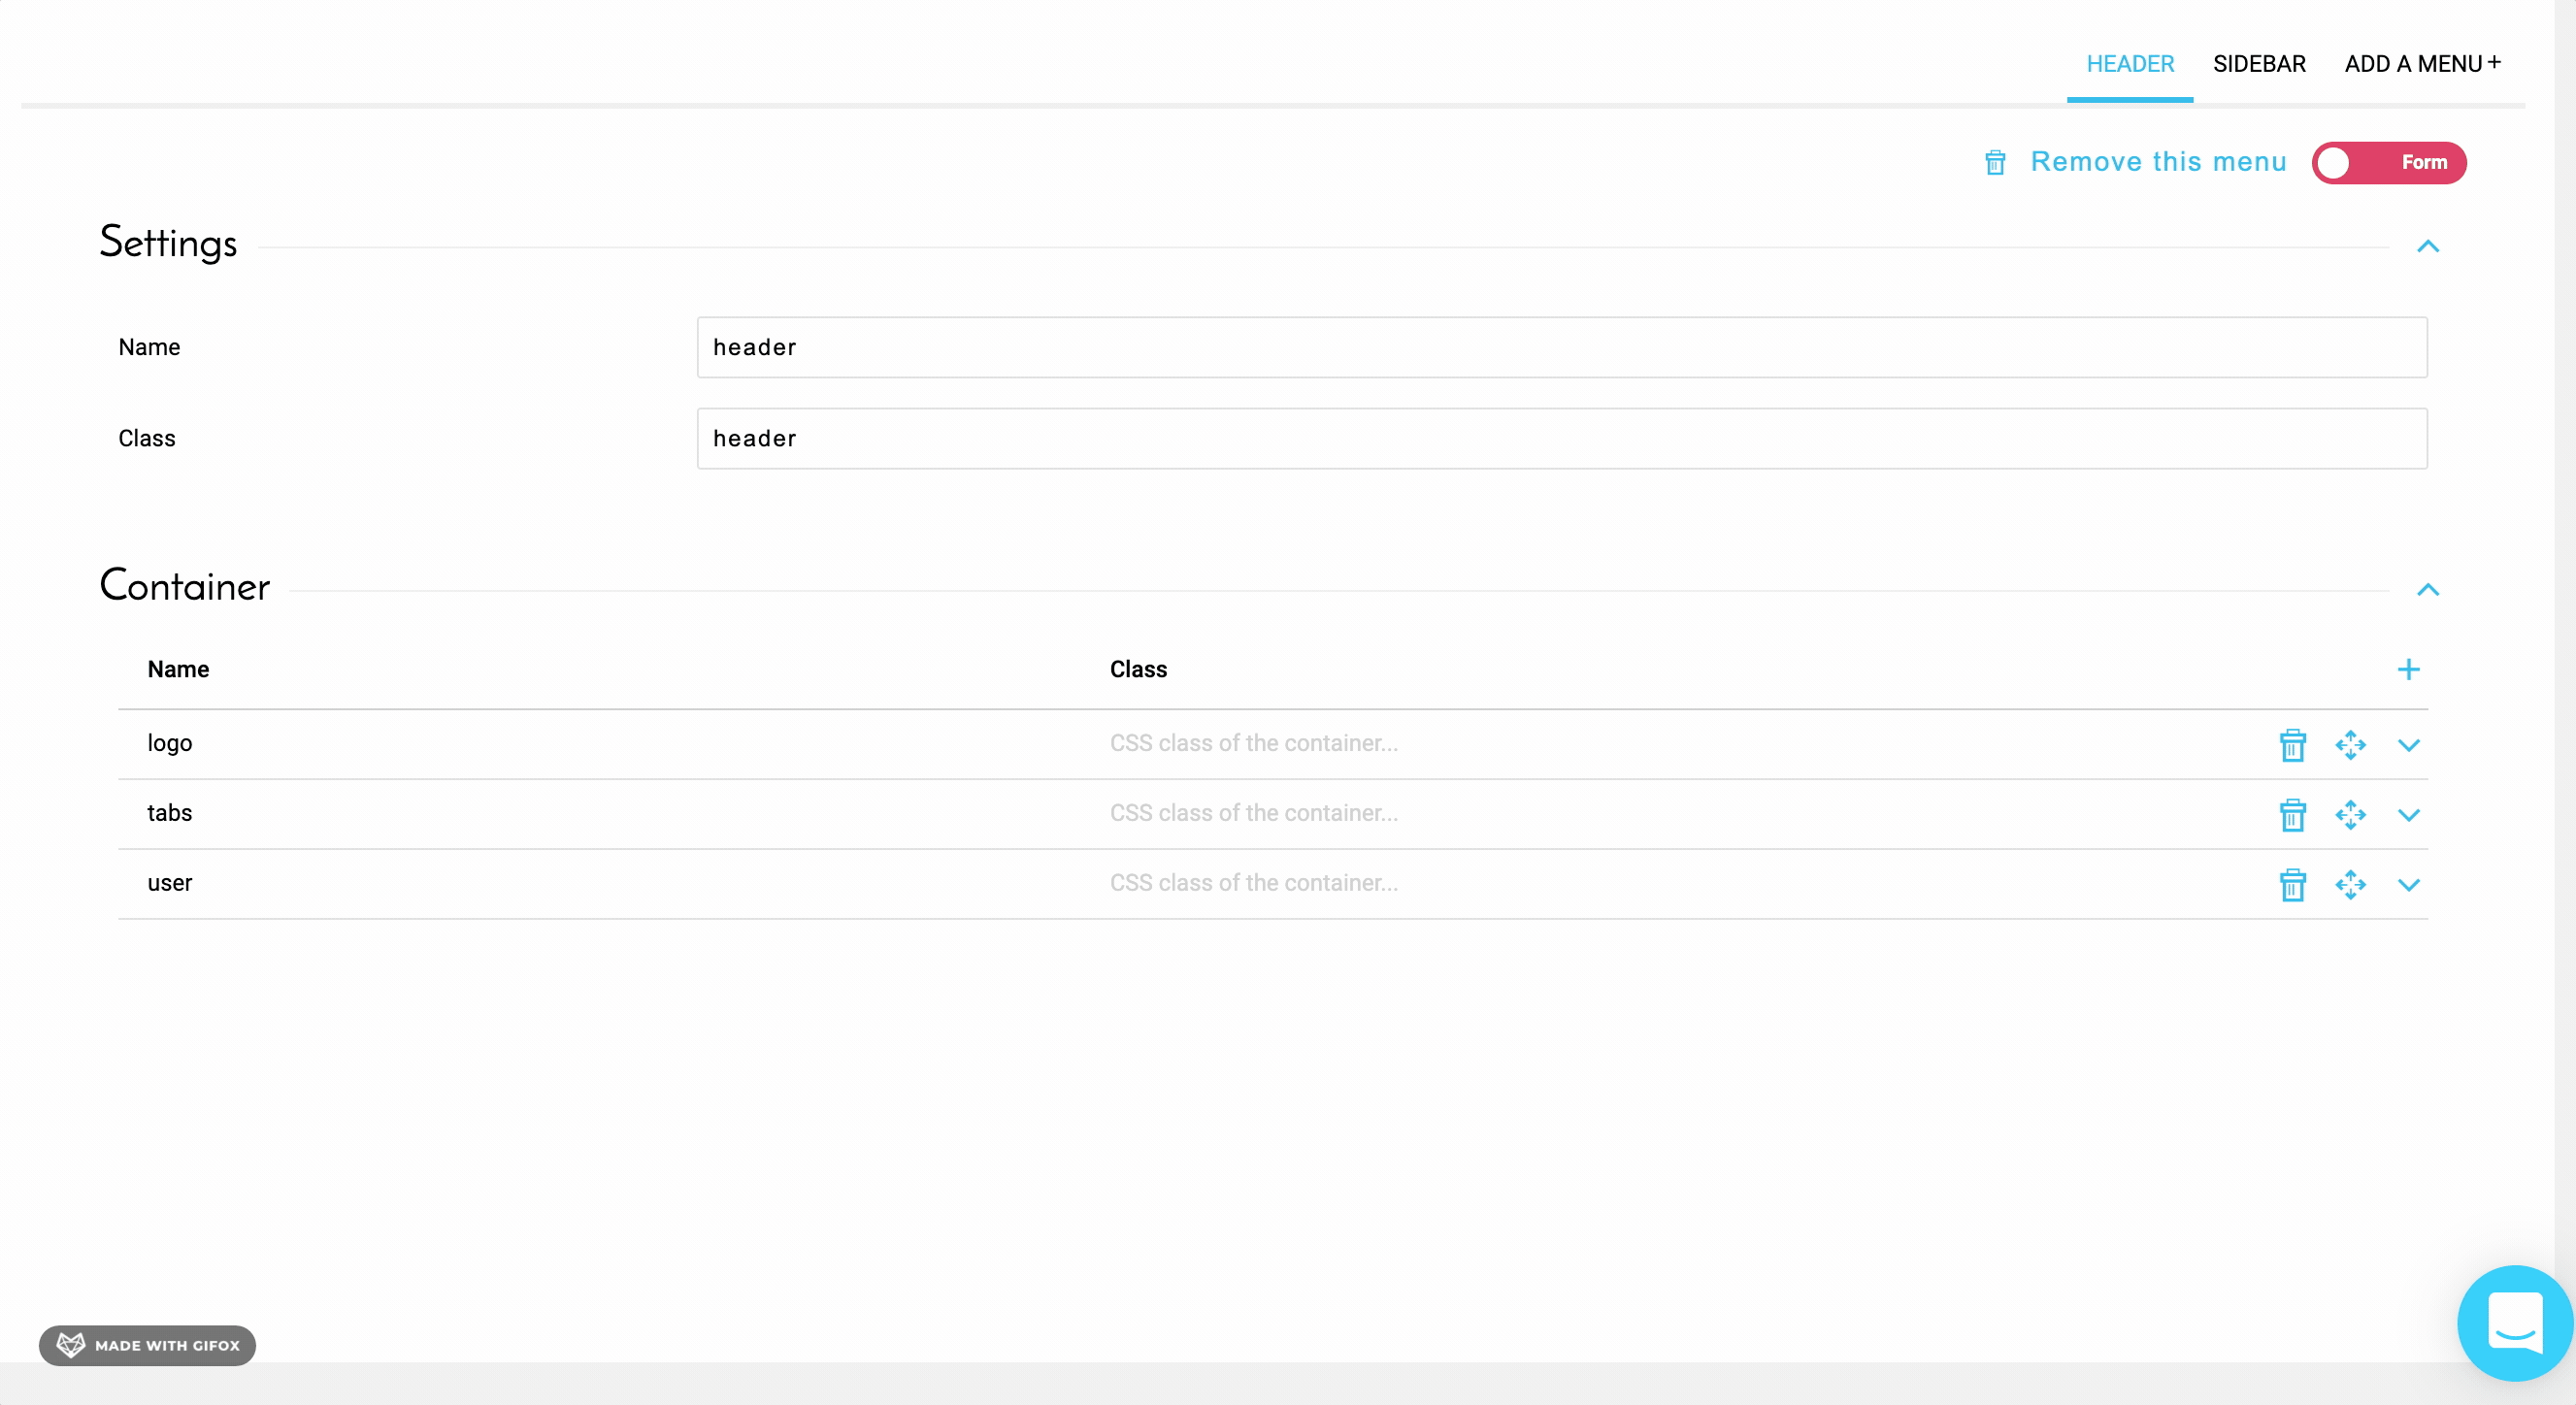 HEADER SIDEBAR ADD A MENU +
Remove this menu Form
Settings
Name header
Class header
Container
Name Class
logo CSS class of the container...
tabs CSS class of the container...
user CSS class of the container...
MADE WITH GIFOX